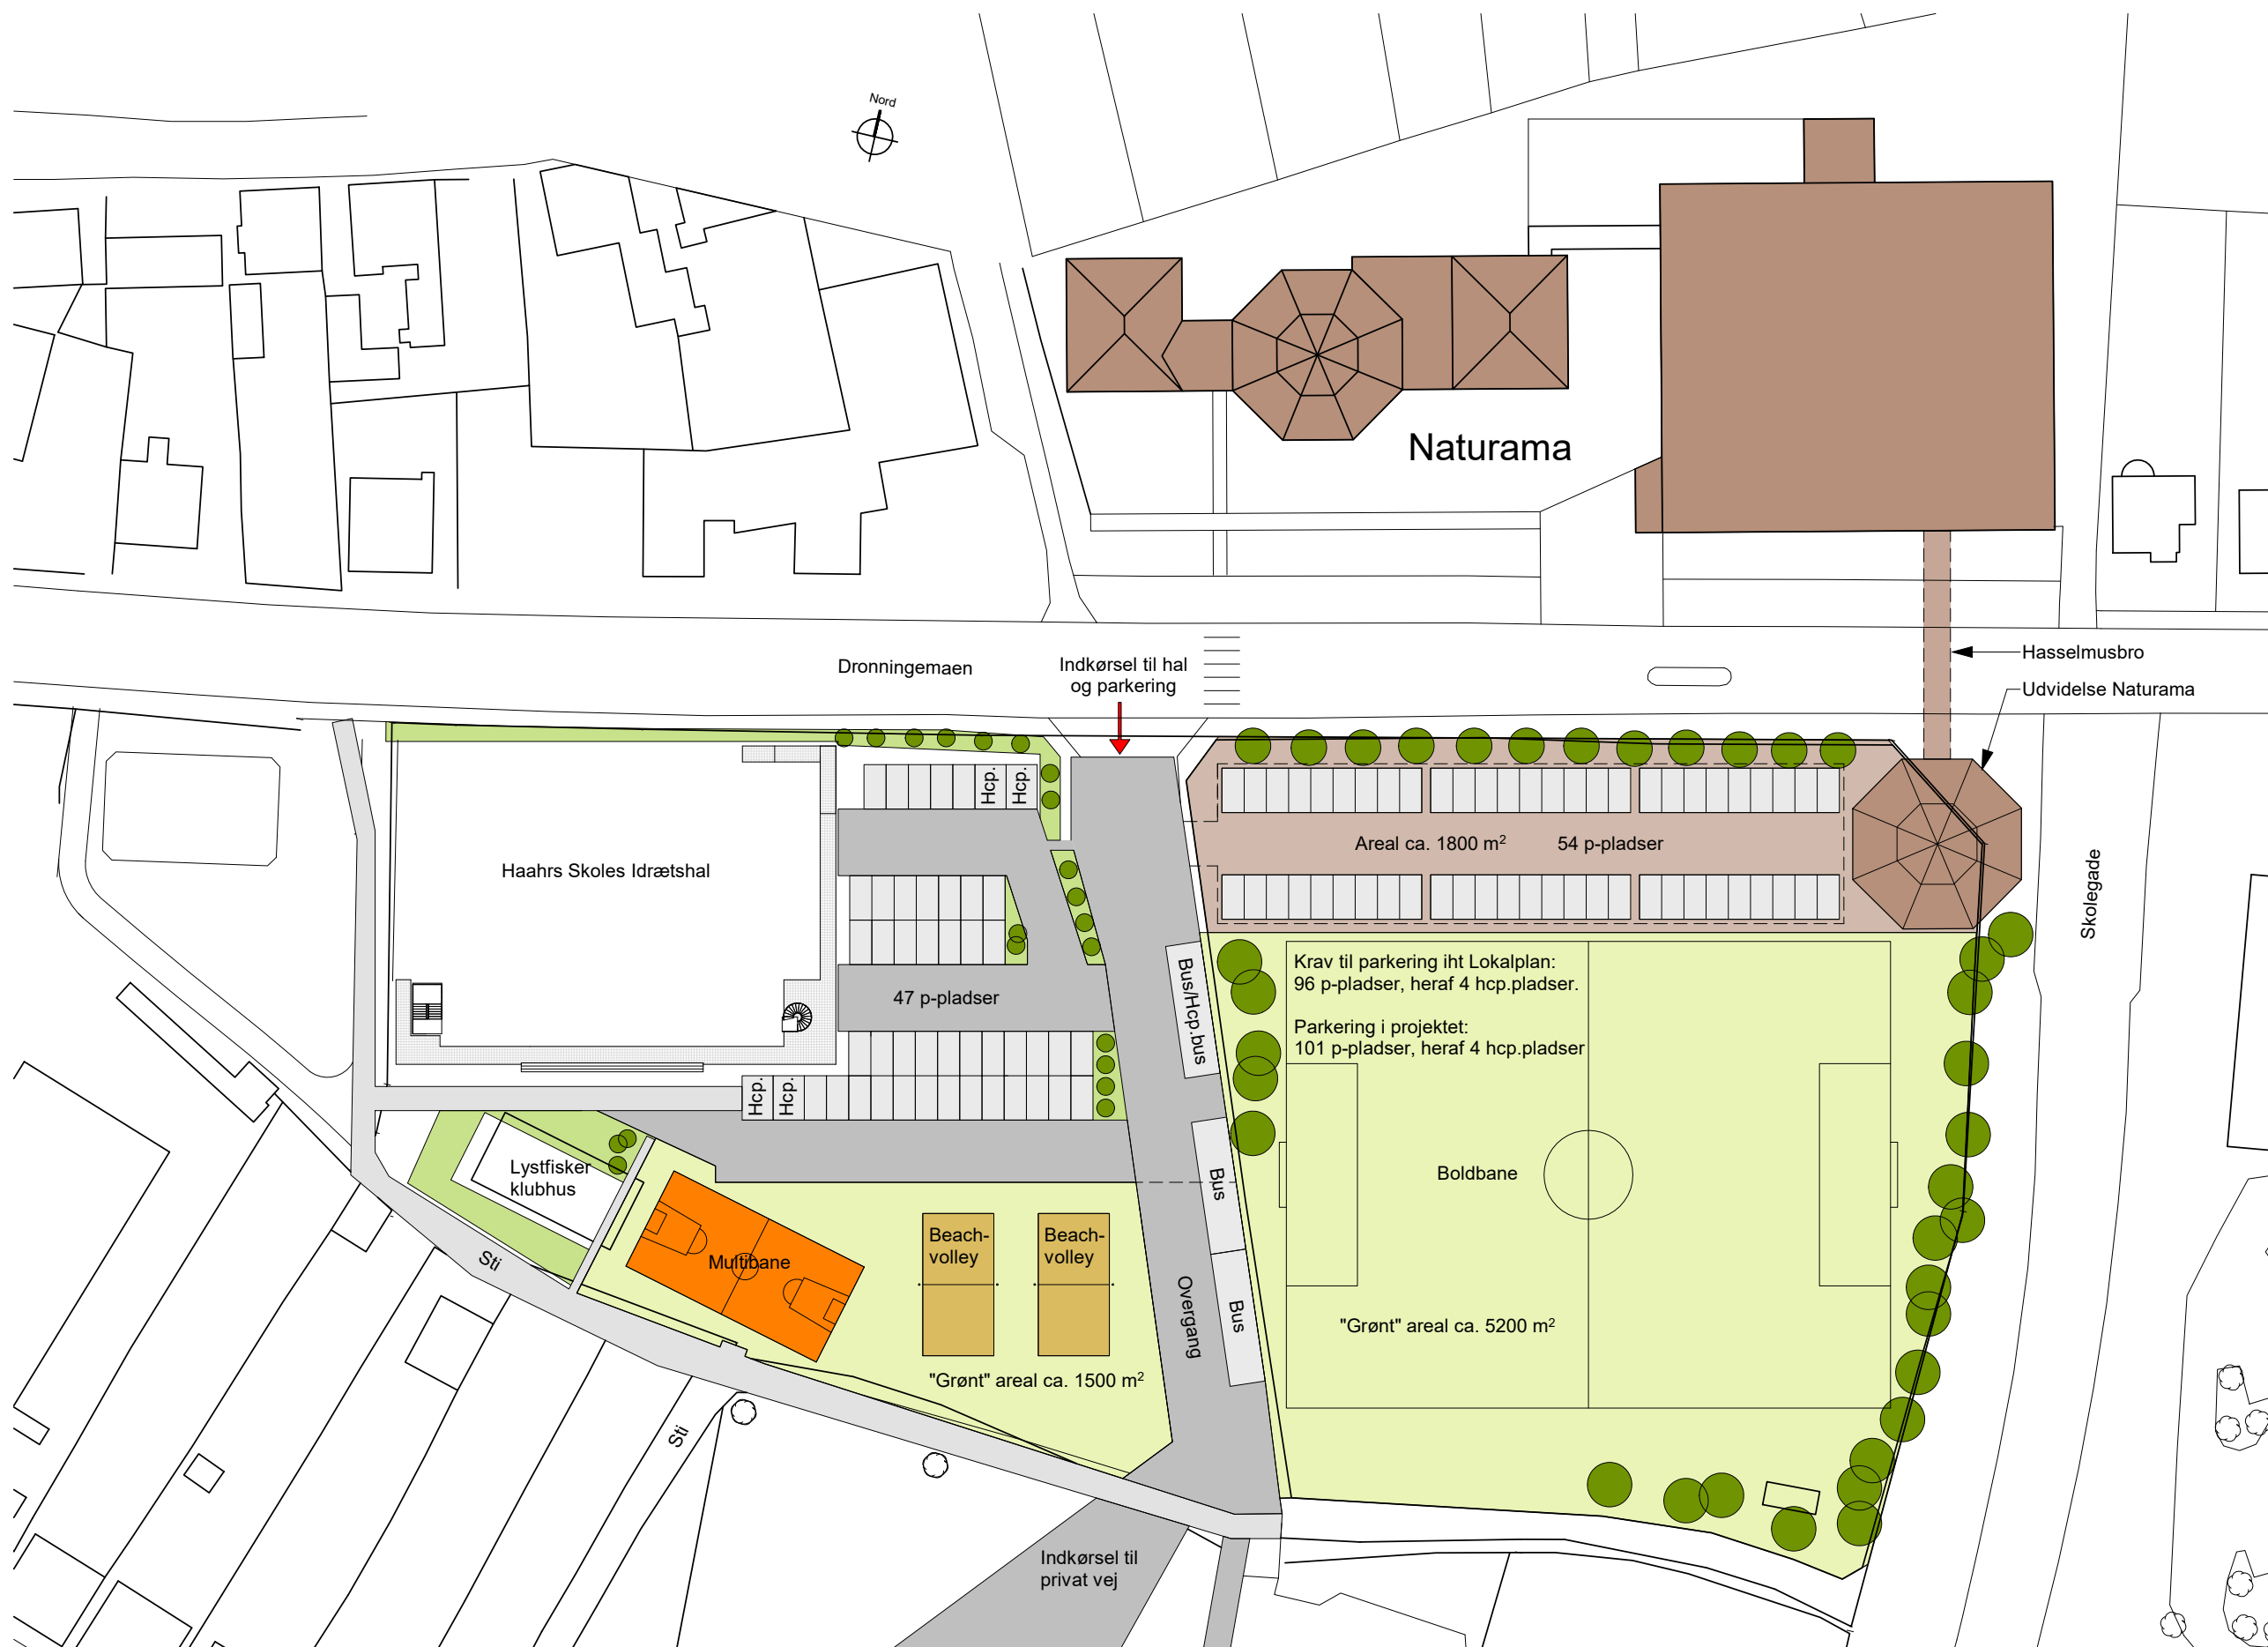 Nord
Naturama
Dronningemaen
Indkørsel til hal
og parkering
Hasselmusbro
Udvidelse Naturama
Hcp.
Hcp.
Haahrs Skoles Idrætshal
Areal ca. 1800 m²
54 p-pladser
Skolegade
47 p-pladser
Bus/Hcp.bus
Krav til parkering iht Lokalplan:
96 p-pladser, heraf 4 hcp.pladser.
Parkering i projektet:
101 p-pladser, heraf 4 hcp.pladser
Hcp.
Hcp.
Lystfisker
klubhus
Bus
Boldbane
Sti
Multibane
Beach-
volley
Beach-
volley
Overgang
Bus
"Grønt" areal ca. 5200 m²
"Grønt" areal ca. 1500 m²
Sti
Indkørsel til
privat vej